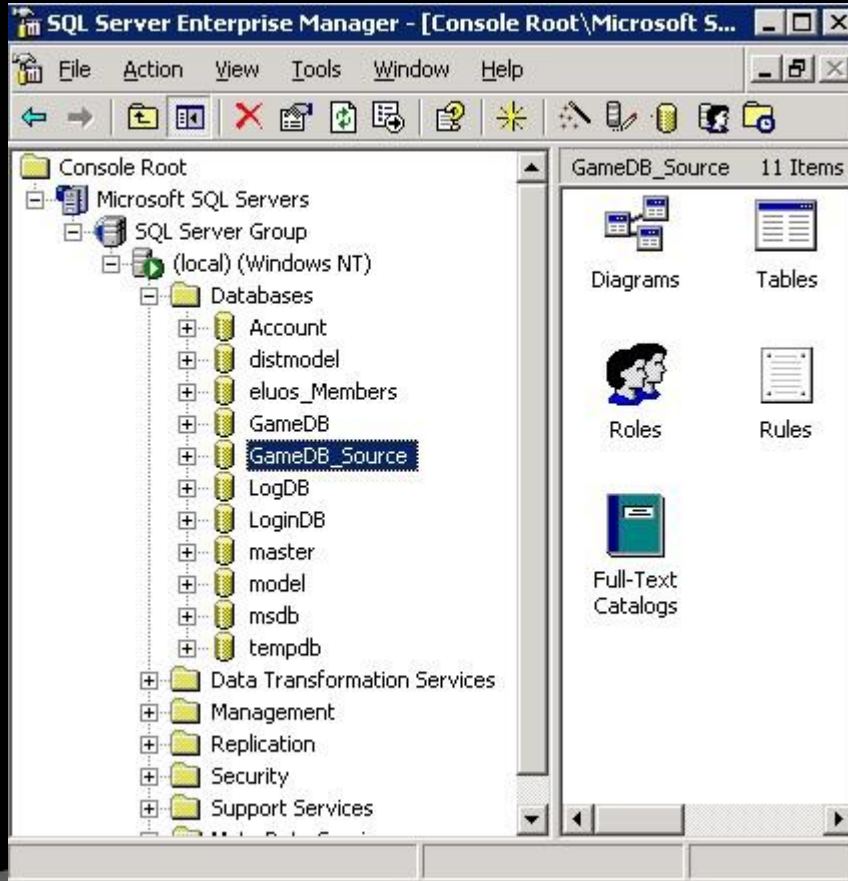 SQL Server Enterprise Manager - [Console Root\Microsoft S...
File Action View Tools Window Help
Console Root
Microsoft SQL Servers
SQL Server Group
(local) (Windows NT)
Databases
Account
distmodel
eluos_Members
GameDB
GameDB_Source
LogDB
LoginDB
master
model
msdb
tempdb
Data Transformation Services
Management
Replication
Security
Support Services
GameDB_Source 11 Items
Diagrams
Tables
Roles
Rules
Full-Text
Catalogs